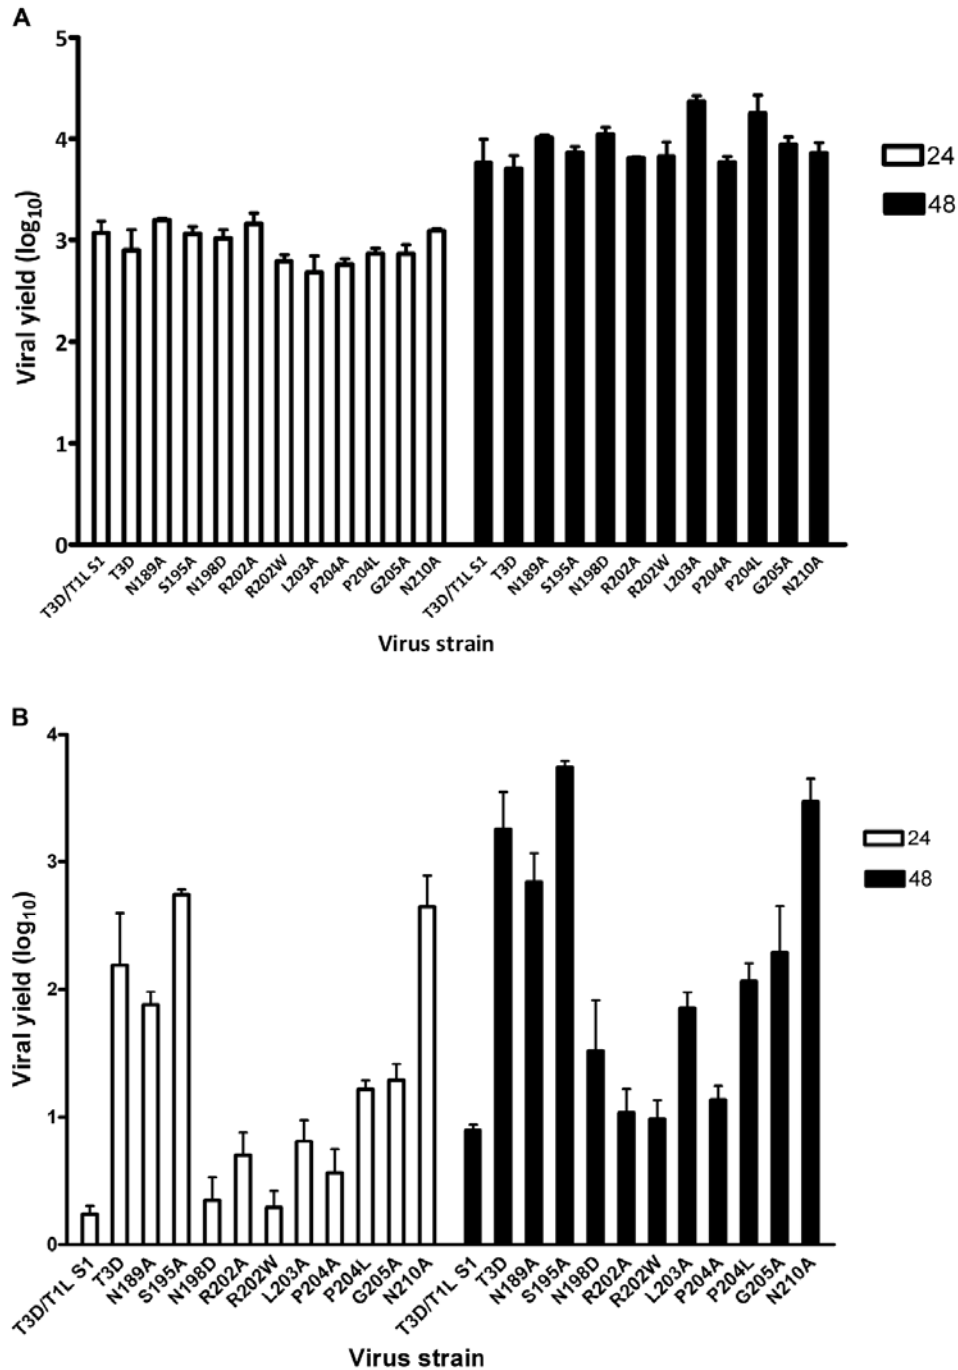 A
5
4
3
2
1
0
Viral yield (log10)
24
48
T3D/T1L S1
T3D
N189A
S195A
N198D
R202A
R202W
L203A
P204A
P204L
G205A
N210A
T3D/T1L S1
T3D
N189A
S195A
N198D
R202A
R202W
L203A
P204A
P204L
G205A
N210A
Virus strain
B
4
3
2
1
0
Viral yield (log10)
24
48
T3D/T1L S1
T3D
N189A
S195A
N198D
R202A
R202W
L203A
P204A
P204L
G205A
N210A
T3D/T1L S1
T3D
N189A
S195A
N198D
R202A
R202W
L203A
P204A
P204L
G205A
N210A
Virus strain